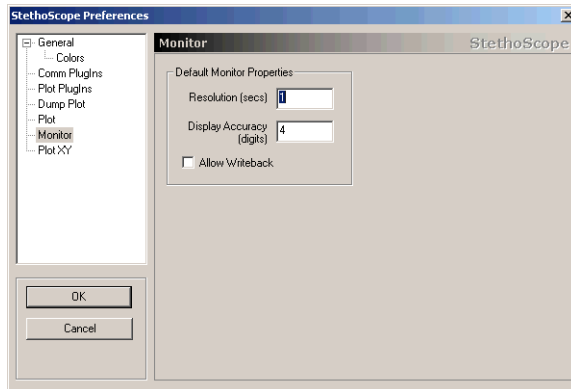 StethoScope Preferences
General
Colors
Comm PlugIns
Plot PlugIns
Dump Plot
Plot
Monitor
Plot XY
OK
Cancel
Monitor
StethoScope
Default Monitor Properties
Resolution (secs)
1
Display Accuracy
(digits)
4
Allow Writeback